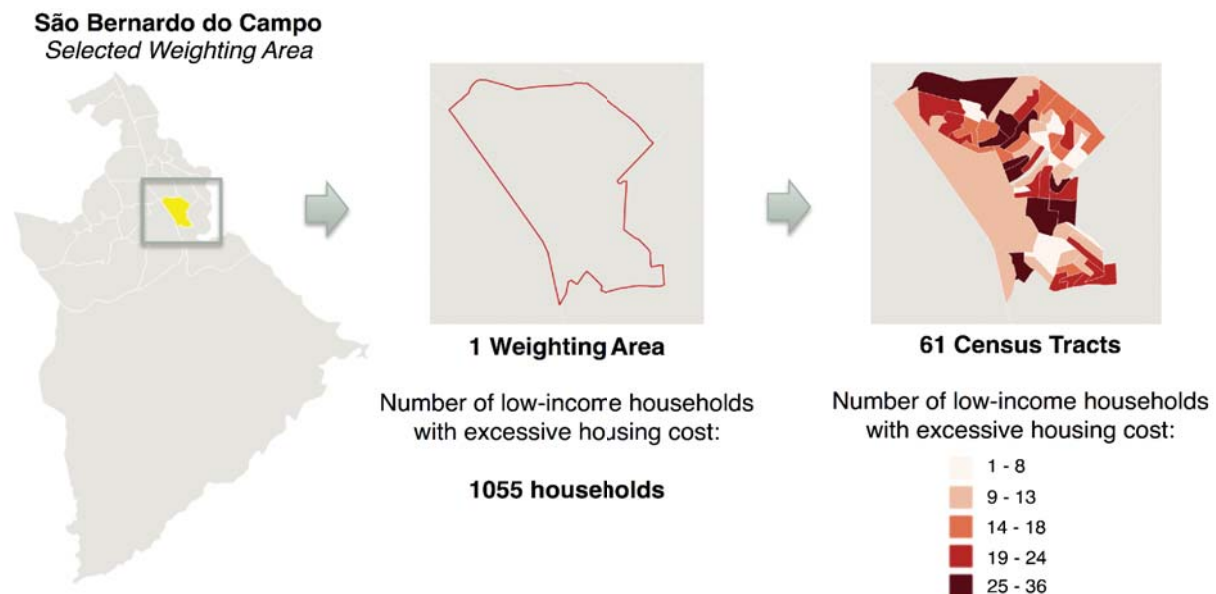 São Bernardo do Campo
Selected Weighting Area
1 Weighting Area
Number of low-income households
with excessive housing cost:
1055 households
61 Census Tracts
Number of low-income households
with excessive housing cost:
1 - 8
9 - 13
14 - 18
19 - 24
25 - 36